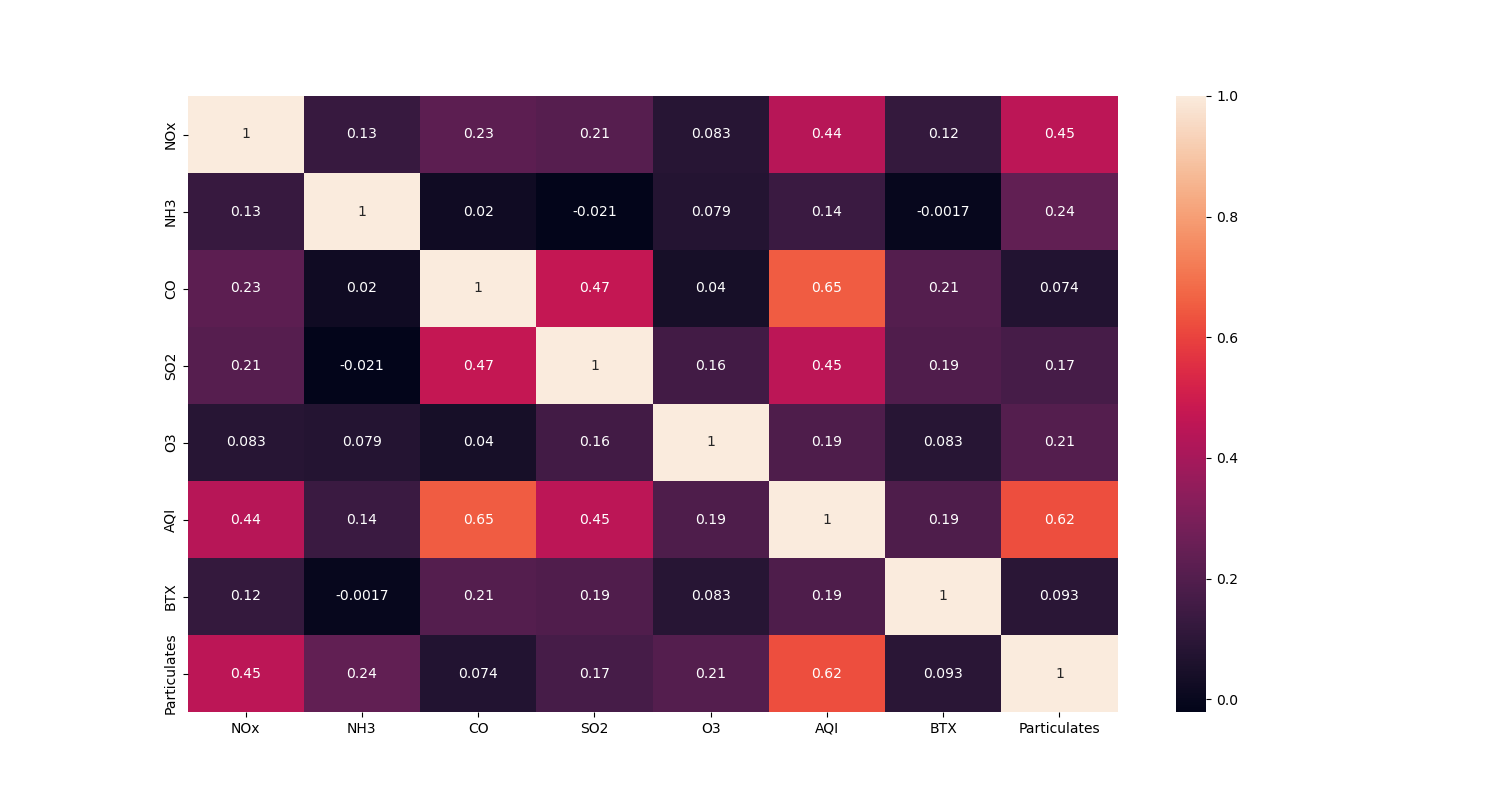 NOx 1 0.13 0.23 0.21 0.083 0.44 0.12 0.45
NH3 0.13 1 0.02 -0.021 0.079 0.14 -0.0017 0.24
CO 0.23 0.02 1 0.47 0.04 0.65 0.21 0.074
SO2 0.21 -0.021 0.47 1 0.16 0.45 0.19 0.17
O3 0.083 0.079 0.04 0.16 1 0.19 0.083 0.21
AQI 0.44 0.14 0.65 0.45 0.19 1 0.19 0.62
BTX 0.12 -0.0017 0.21 0.19 0.083 0.19 1 0.093
Particulates 0.45 0.24 0.074 0.17 0.21 0.62 0.093 1
NOx NH3 CO SO2 O3 AQI BTX Particulates
1.0
0.8
0.6
0.4
0.2
0.0